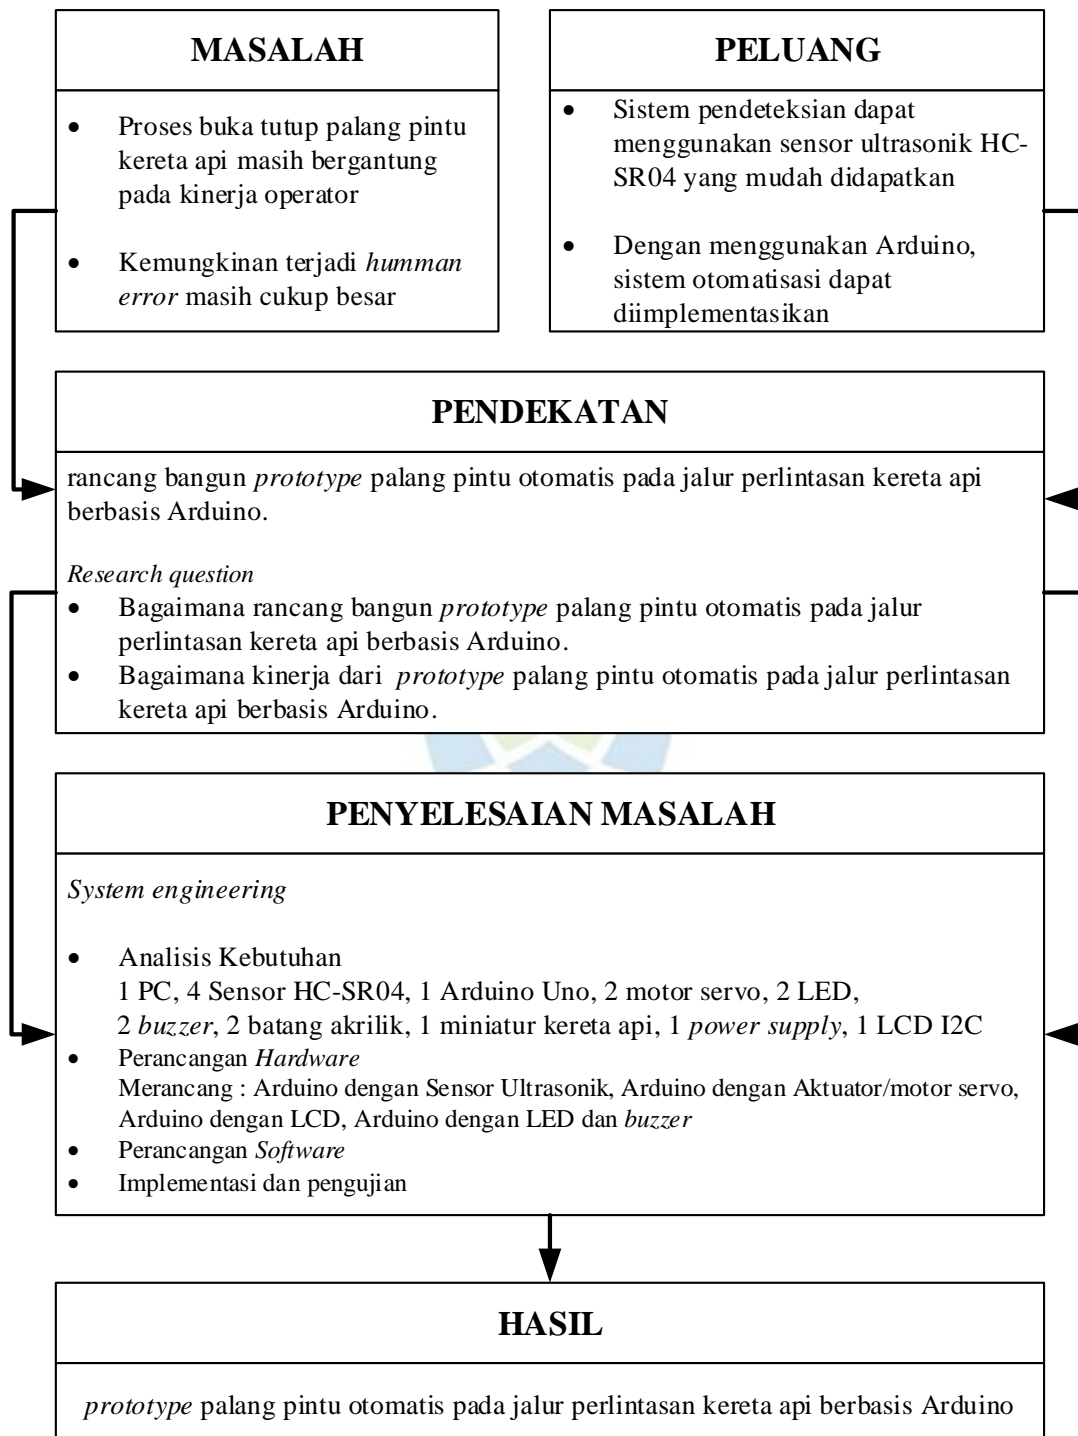 MASALAH
• Proses buka tutup palang pintu
kereta api masih bergantung
pada kinerja operator
• Kemungkinan terjadi humman
error masih cukup besar
PELUANG
• Sistem pendeteksian dapat
menggunakan sensor ultrasonik HC-
SR04 yang mudah didapatkan
• Dengan menggunakan Arduino,
sistem otomatisasi dapat
diimplementasikan
PENDEKATAN
rancang bangun prototype palang pintu otomatis pada jalur perlintasan kereta api
berbasis Arduino.
Research question
• Bagaimana rancang bangun prototype palang pintu otomatis pada jalur
perlintasan kereta api berbasis Arduino.
• Bagaimana kinerja dari prototype palang pintu otomatis pada jalur perlintasan
kereta api berbasis Arduino.
PENYELESAIAN MASALAH
System engineering
• Analisis Kebutuhan
1 PC, 4 Sensor HC-SR04, 1 Arduino Uno, 2 motor servo, 2 LED,
2 buzzer, 2 batang akrilik, 1 miniatur kereta api, 1 power supply, 1 LCD I2C
• Perancangan Hardware
Merancang : Arduino dengan Sensor Ultrasonik, Arduino dengan Aktuator/motor servo,
Arduino dengan LCD, Arduino dengan LED dan buzzer
• Perancangan Software
• Implementasi dan pengujian
HASIL
prototype palang pintu otomatis pada jalur perlintasan kereta api berbasis Arduino